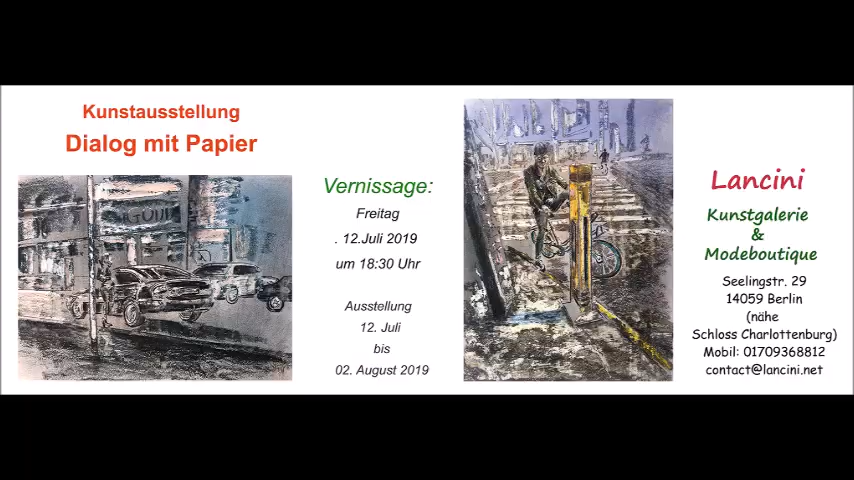 Kunstausstellung
Dialog mit Papier
Vernissage:
Freitag
. 12.Juli 2019
um 18:30 Uhr
Ausstellung
12. Juli
bis
02. August 2019
Lancini
Kunstgalerie
&
Modeboutique
Seelingstr. 29
14059 Berlin
(nähe
Schloss Charlottenburg)
Mobil: 01709368812
contact@lancini.net